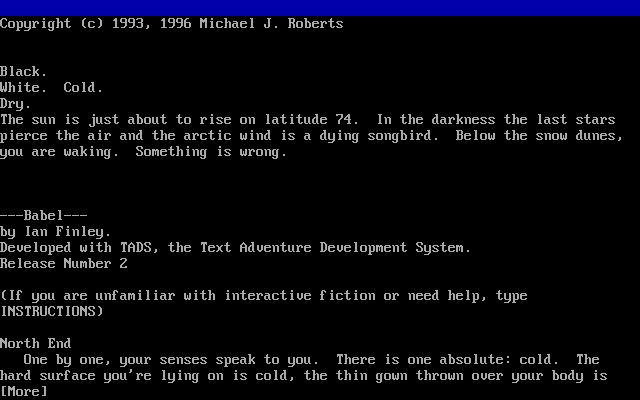 Copyright (c) 1993, 1996 Michael J. Roberts
Black.
White.  Cold.
Dry.
The sun is just about to rise on latitude 74.  In the darkness the last stars
pierce the air and the arctic wind is a dying songbird.  Below the snow dunes,
you are waking.  Something is wrong.
---Babel---
by Ian Finley.
Developed with TADS, the Text Adventure Development System.
Release Number 2
(If you are unfamiliar with interactive fiction or need help, type
INSTRUCTIONS)
North End
One by one, your senses speak to you.  There is one absolute: cold.  The
hard surface you're lying on is cold, the thin gown thrown over your body is
[More]